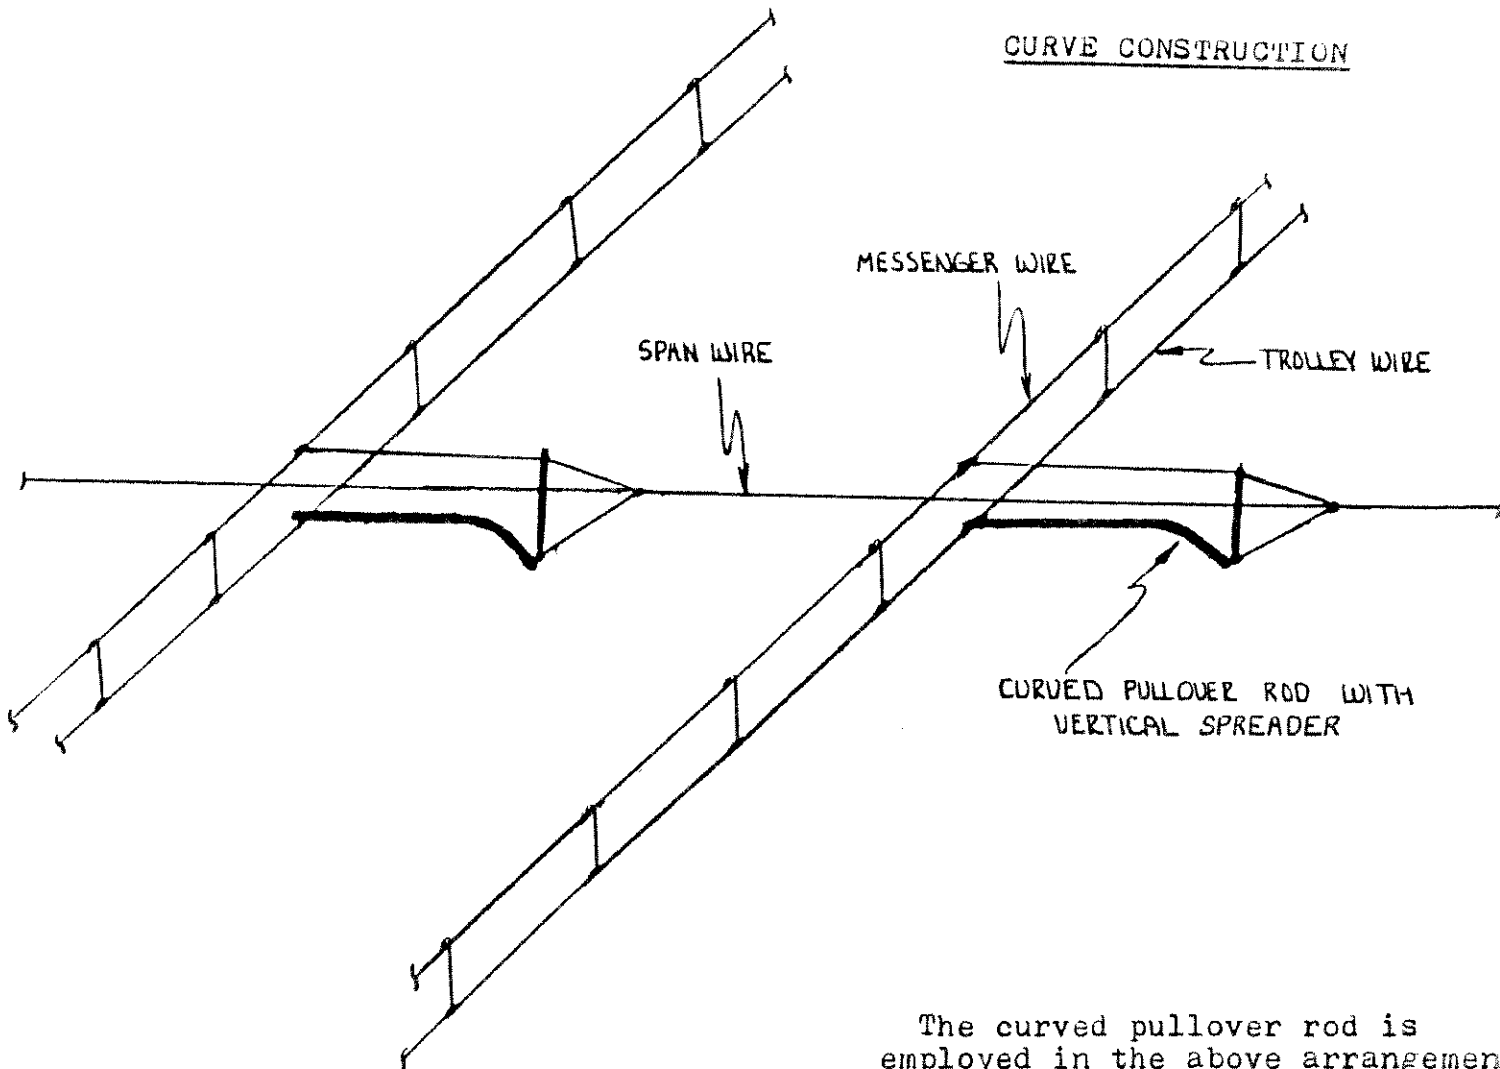 CURVE CONSTRUCTION
MESSENGER WIRE
SPAN WIRE
TROLLEY WIRE
CURVED PULLOVER ROD WITH
VERTICAL SPREADER
The curved pullover rod is
employed in the above arrangemen